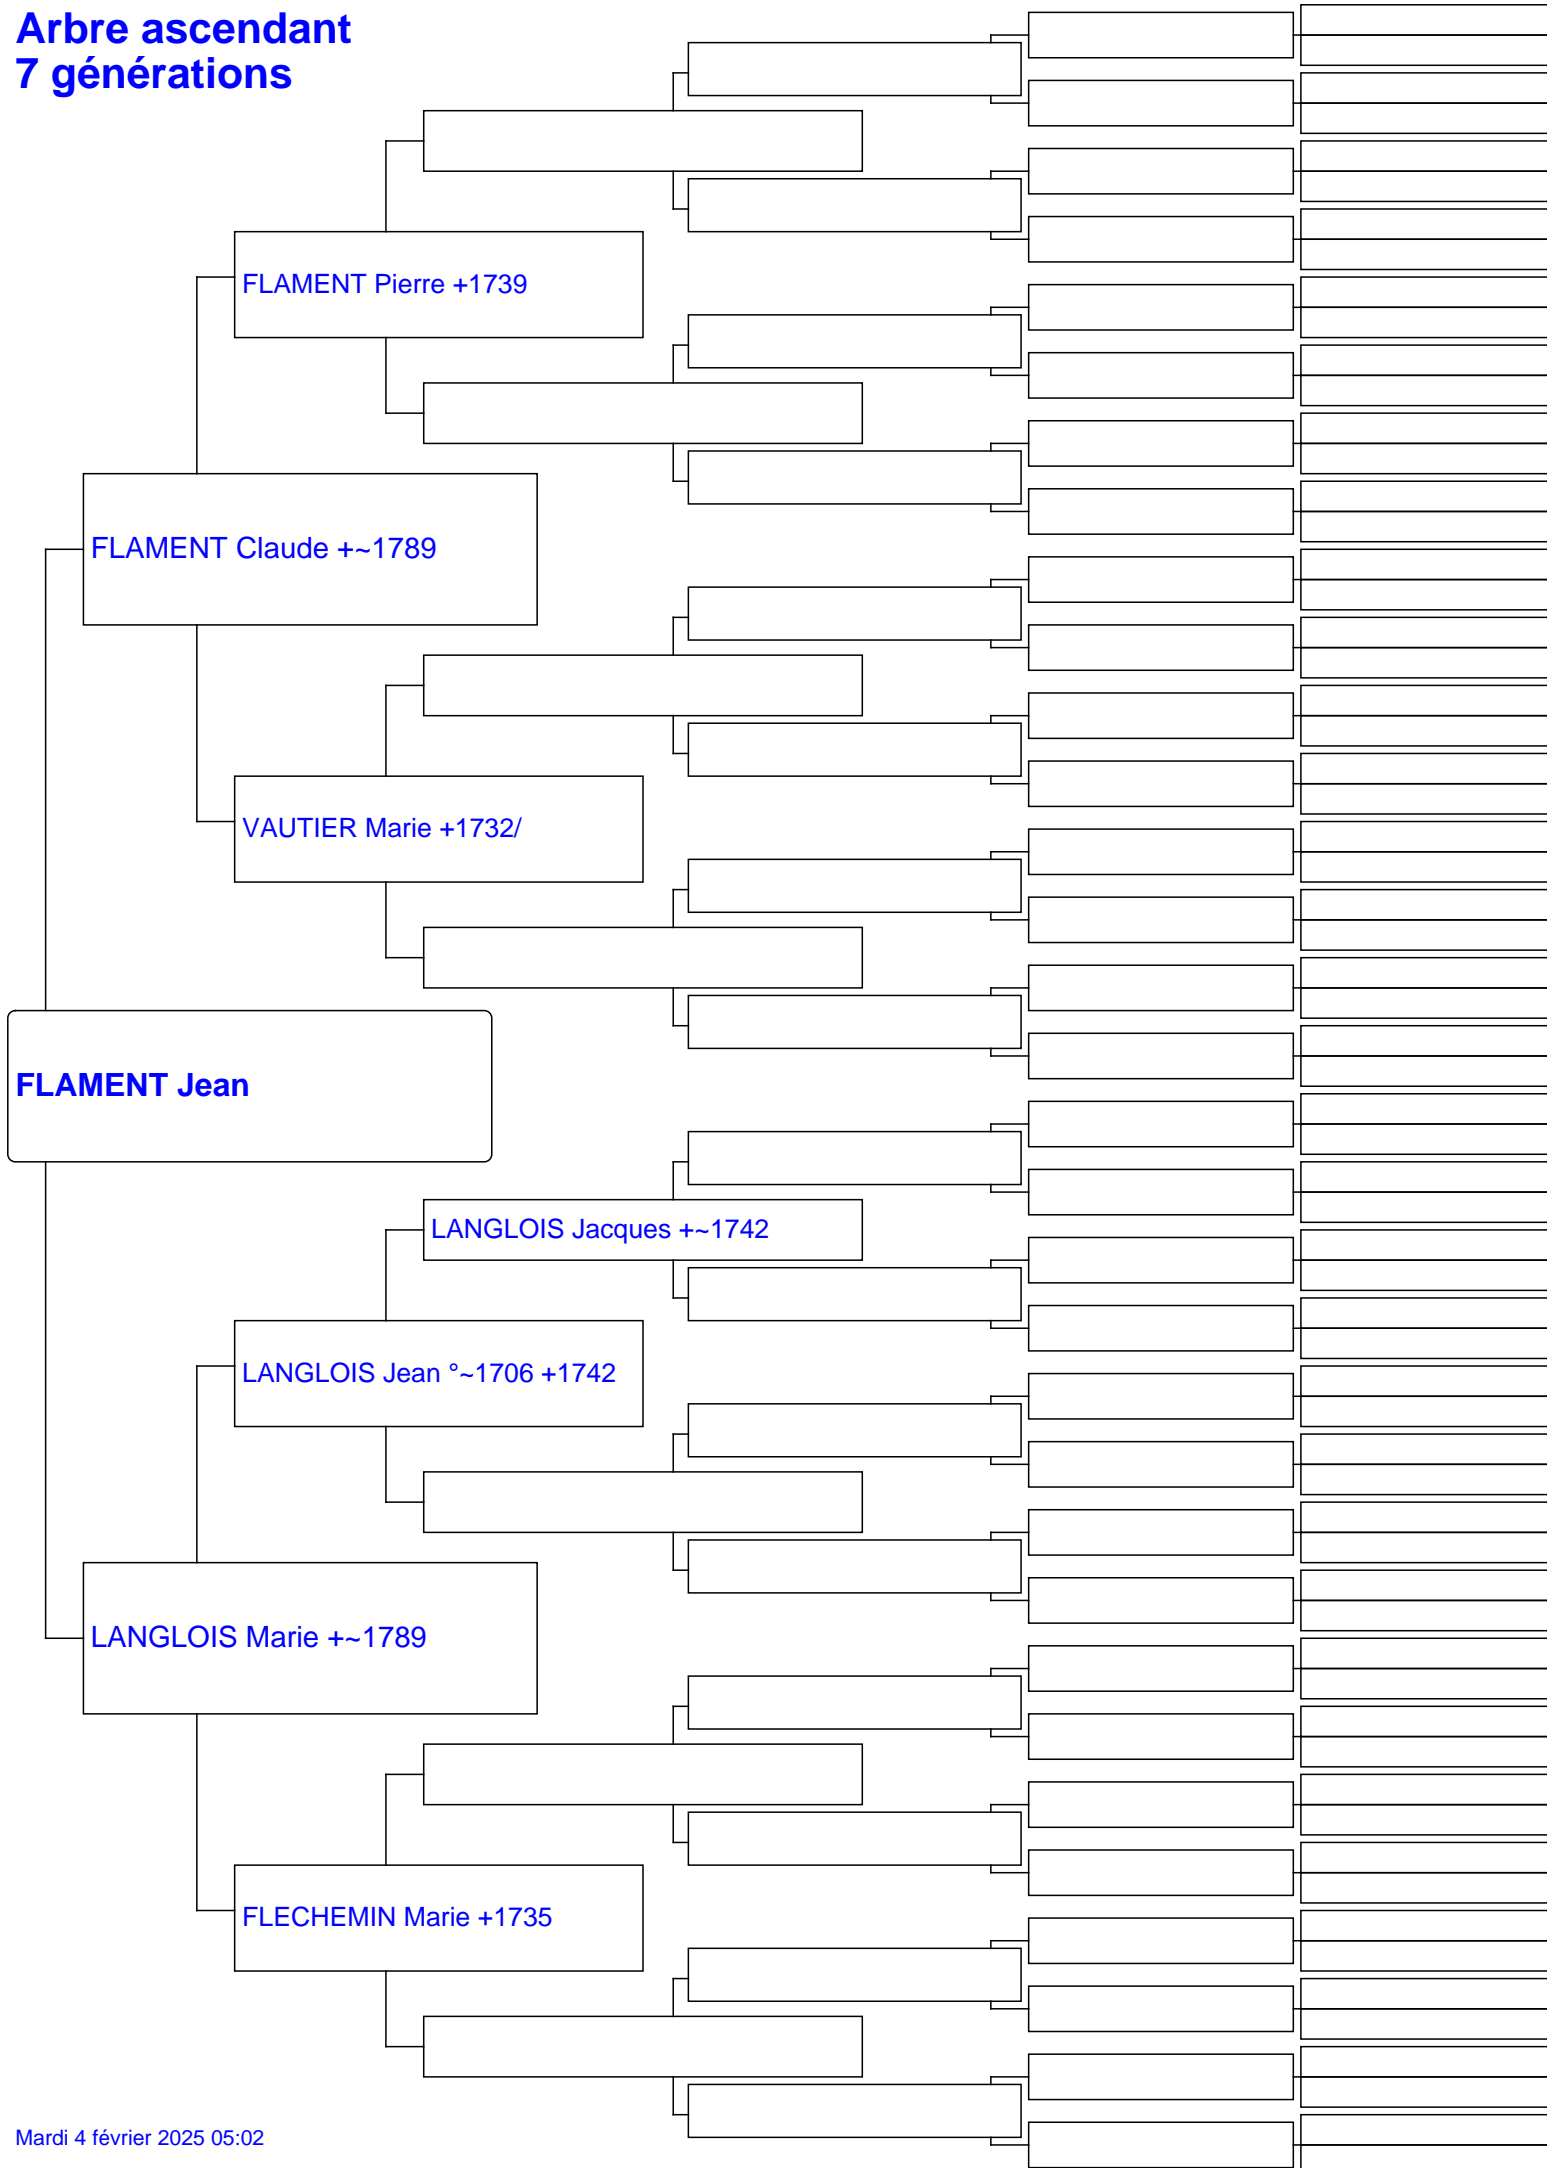 Arbre ascendant
7 générations
FLAMENT Pierre +1739
FLAMENT Claude +~1789
VAUTIER Marie +1732/
FLAMENT Jean
LANGLOIS Jacques +~1742
LANGLOIS Jean °~1706 +1742
LANGLOIS Marie +~1789
FLECHEMIN Marie +1735
Mardi 4 février 2025 05:02